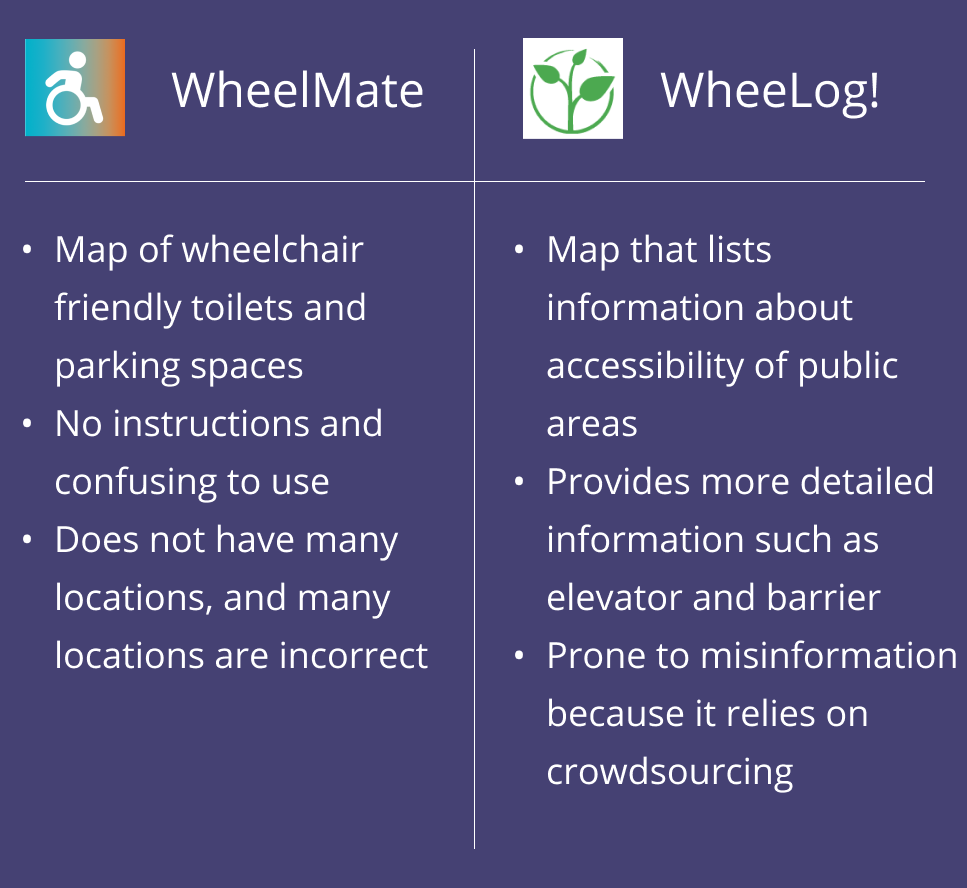 WheelMate
WheeLog!
• Map of wheelchair
friendly toilets and
parking spaces
• No instructions and
confusing to use
• Does not have many
locations, and many
locations are incorrect
• Map that lists
information about
accessibility of public
areas
• Provides more detailed
information such as
elevator and barrier
• Prone to misinformation
because it relies on
crowdsourcing